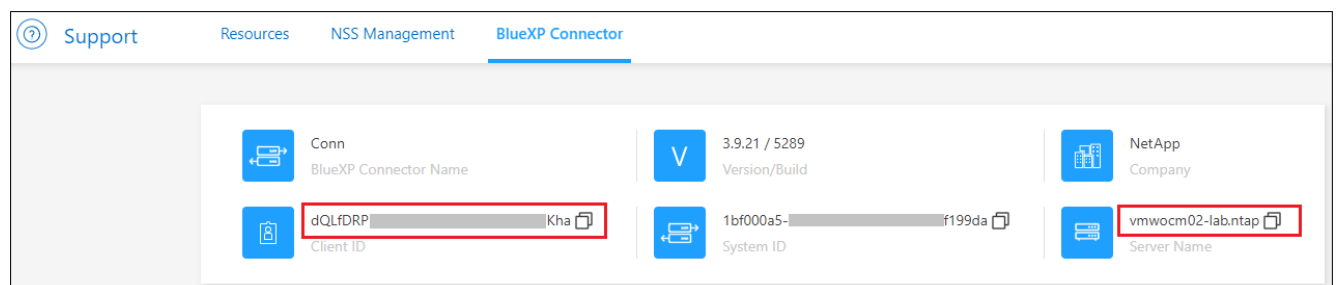 Support Resources NSS Management BlueXP Connector
Conn 3.9.21 / 5289 NetApp
BlueXP Connector Name Version/Build Company
dQLfDRP Kha 1bf000a5- f199da vmwocm02-lab.ntap
Client ID System ID Server Name